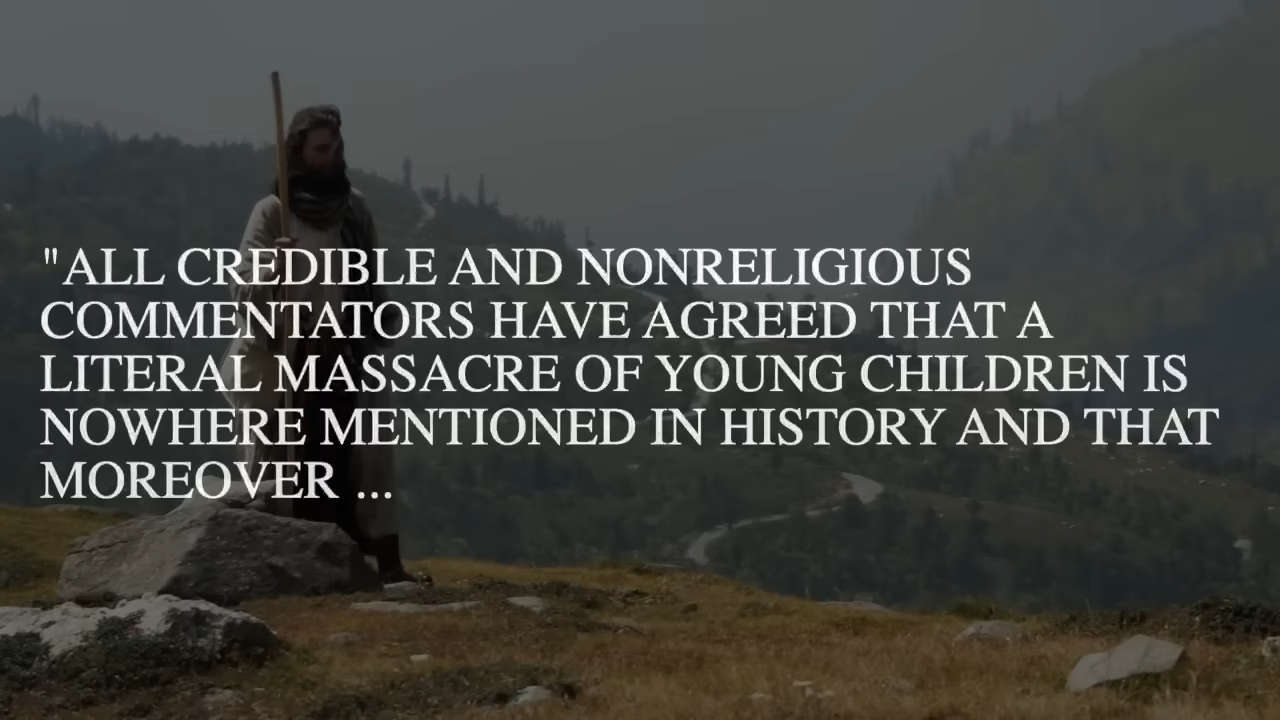 "ALL CREDIBLE AND NONRELIGIOUS
COMMENTATORS HAVE AGREED THAT A
LITERAL MASSACRE OF YOUNG CHILDREN IS
NOWHERE MENTIONED IN HISTORY AND THAT
MOREOVER ...